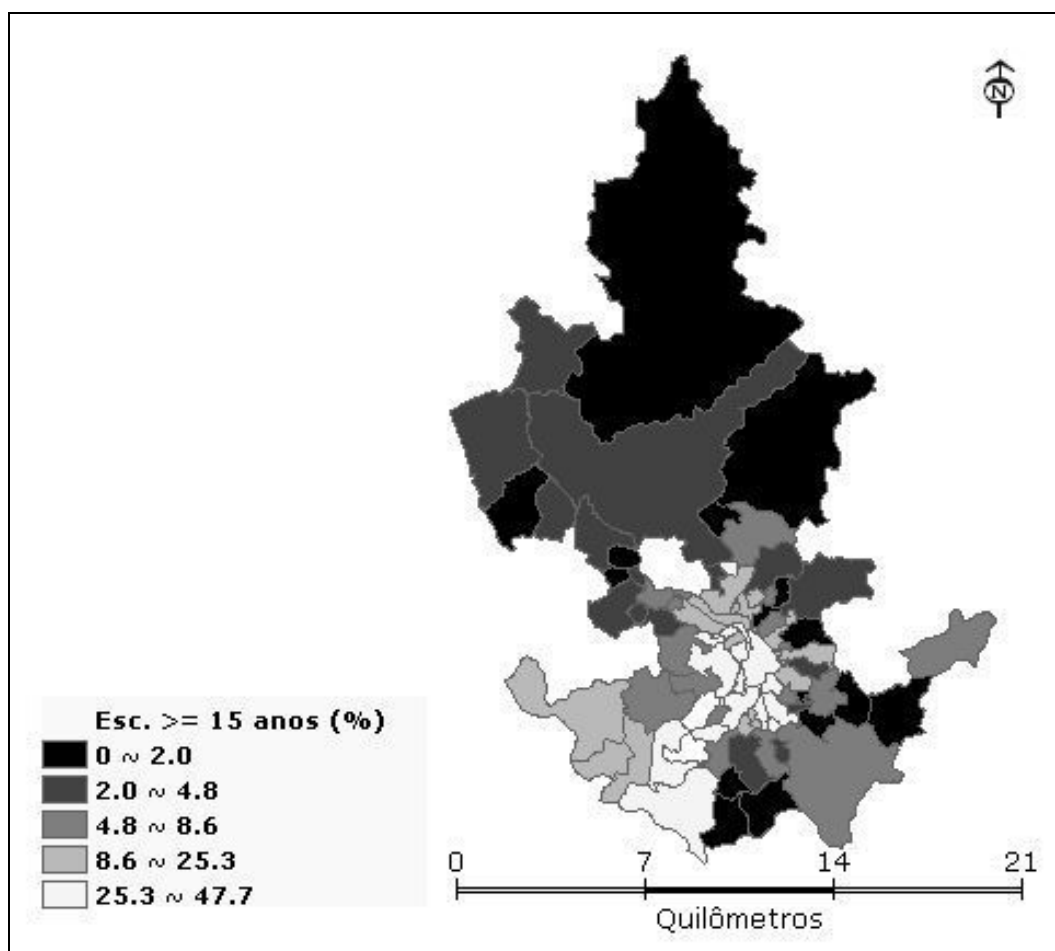 N
Esc. >= 15 anos (%)
0 ~ 2.0
2.0 ~ 4.8
4.8 ~ 8.6
8.6 ~ 25.3
25.3 ~ 47.7
0 7 14 21
Quilômetros